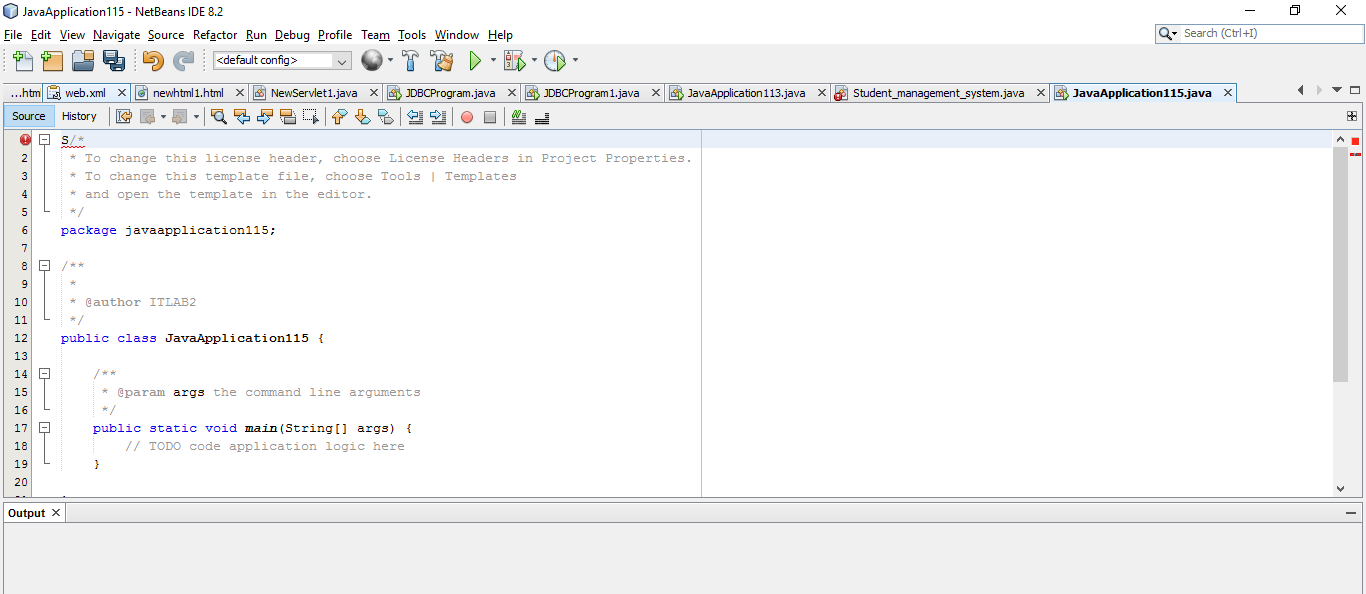 JavaApplication115 - NetBeans IDE 8.2
File Edit View Navigate Source Refactor Run Debug Profile Team Tools Window Help
Search (Ctrl+I)
<default config>
...htm web.xml newhtml1.html NewServlet1.java JDBCProgram.java JDBCProgram1.java JavaApplication113.java Student_management_system.java JavaApplication115.java
Source History
S/*
2 * To change this license header, choose License Headers in Project Properties.
3 * To change this template file, choose Tools | Templates
4 * and open the template in the editor.
5 */
6 package javaapplication115;
7
8 /**
9 *
10 * @author ITLAB2
11 */
12 public class JavaApplication115 {
13
14 /**
15 * @param args the command line arguments
16 */
17 public static void main(String[] args) {
18 // TODO code application logic here
19 }
20
Output